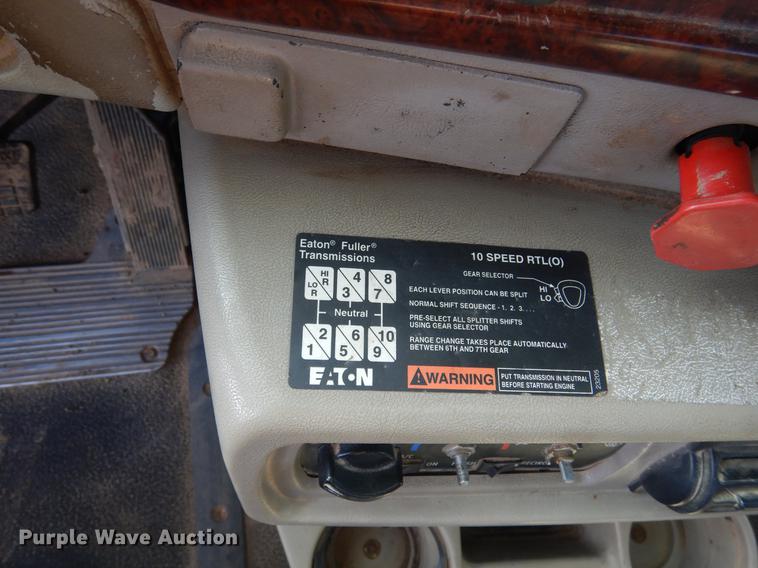 Eaton® Fuller®
Transmissions
10 SPEED RTL(O)
GEAR SELECTOR
HI
LO
HI
R
LO
R
4
3
8
7
Neutral
2
1
6
5
10
9
EACH LEVER POSITION CAN BE SPLIT
NORMAL SHIFT SEQUENCE - 1. 2. 3. . . .
PRE-SELECT ALL SPLITTER SHIFTS
USING GEAR SELECTOR
RANGE CHANGE TAKES PLACE AUTOMATICALLY
BETWEEN 6TH AND 7TH GEAR
EATON
WARNING
PUT TRANSMISSION IN NEUTRAL
BEFORE STARTING ENGINE
23205
ON
Purple Wave Auction